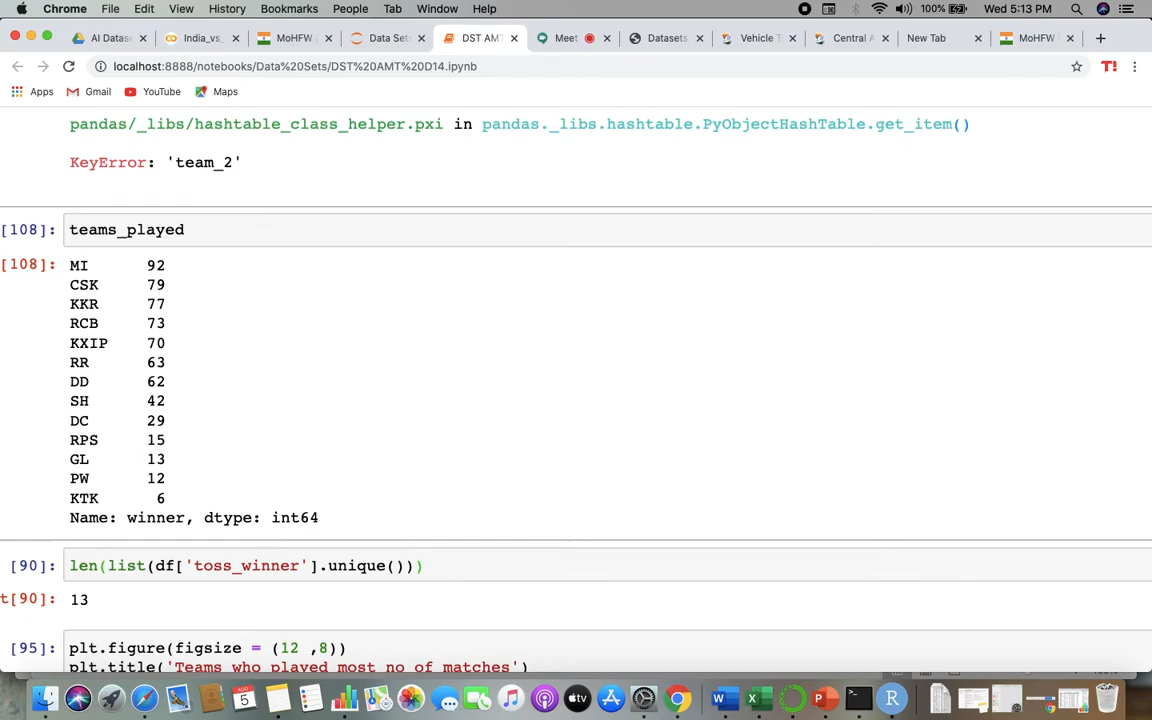 Chrome File Edit View History Bookmarks People Tab Window Help 100% Wed 5:13 PM
AI Datase India_vs_ MoHFW Data Sets DST AMT Meet Datasets Vehicle T Central A New Tab MoHFW
localhost:8888/notebooks/Data%20Sets/DST%20AMT%20D14.ipynb T!
Apps Gmail YouTube Maps
pandas/_libs/hashtable_class_helper.pxi in pandas._libs.hashtable.PyObjectHashTable.get_item()
KeyError: 'team_2'
[108]: teams_played
[108]: MI 92
CSK 79
KKR 77
RCB 73
KXIP 70
RR 63
DD 62
SH 42
DC 29
RPS 15
GL 13
PW 12
KTK 6
Name: winner, dtype: int64
[90]: len(list(df['toss_winner'].unique()))
t[90]: 13
[95]: plt.figure(figsize = (12 ,8))
plt.title('Teams who played most no of matches')
AUG 5 tv W X P R